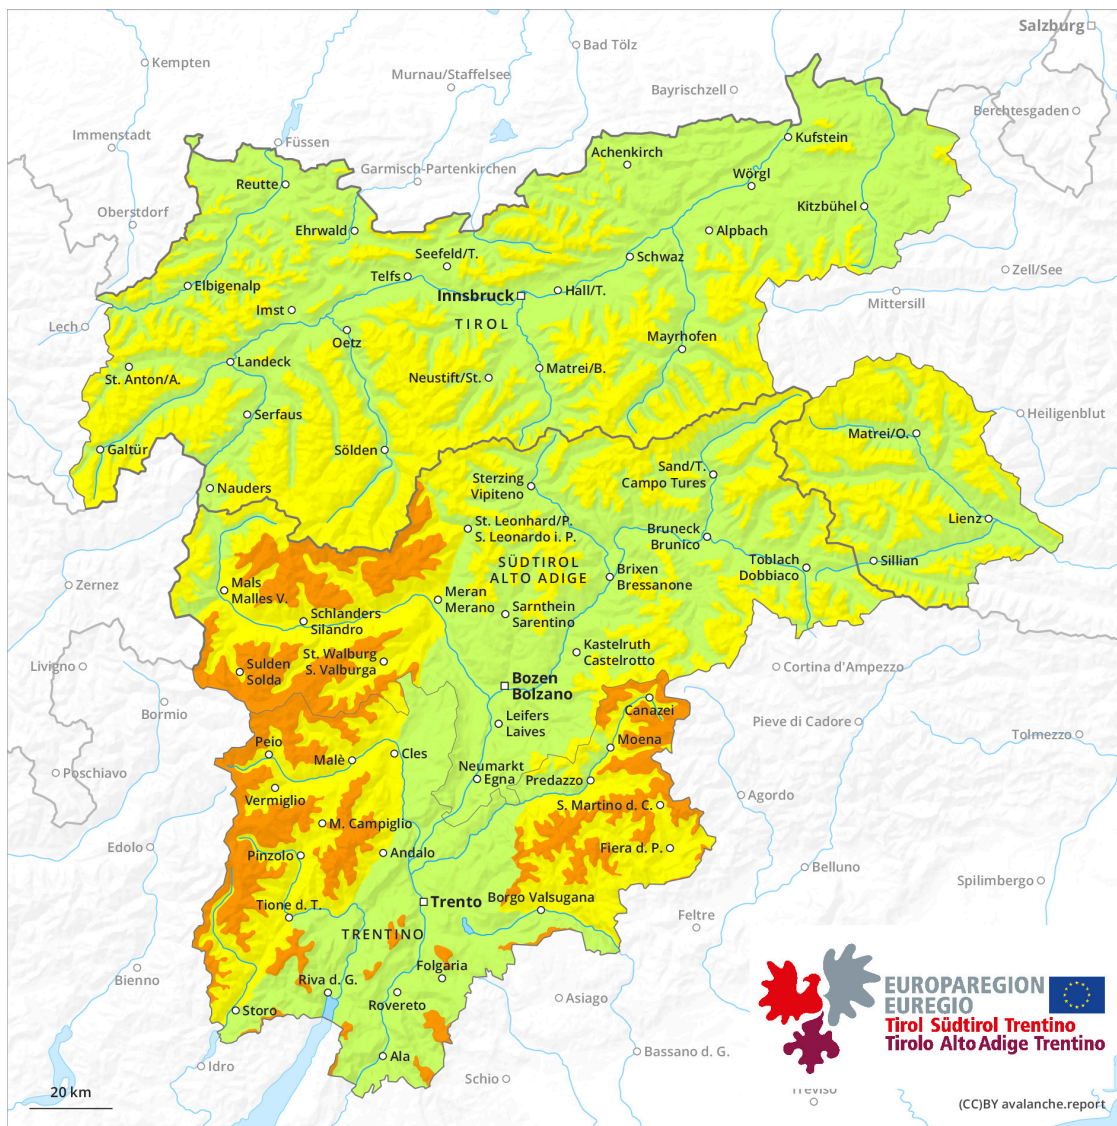 Salzburg
Bad Tölz
Kempten
Murnau/Staffelsee
Bayrischzell
Berchtesgaden
Immenstadt
Füssen
Kufstein
Achenkirch
Garmisch-Partenkirchen
Wörgl
Reutte
Oberstdorf
Kitzbühel
Ehrwald
Alpbach
Seefeld/T.
Schwaz
Telfs
Zell/See
Elbigenalp
Innsbruck
Hall/T.
Mittersill
Imst
Lech
TIROL
Oetz
Mayrhofen
Landeck
Matrei/B.
St. Anton/A.
Neustift/St.
Serfaus
Heiligenblut
Matrei/O.
Galtür
Sölden
Sand/T.
Campo Tures
Sterzing
Vipiteno
Nauders
Lienz
St. Leonhard/P.
S. Leonardo i. P.
Bruneck
Brunico
SÜDTIROL
ALTO ADIGE
Toblach
Dobbiaco
Sillian
Brixen
Bressanone
Zernez
Mals
Malles V.
Meran
Merano
Sarnthein
Sarentino
Schlanders
Silandro
Kastelruth
Castelrotto
St. Walburg
S. Valburga
Livigno
Sulden
Solda
Cortina d'Ampezzo
Bozen
Bolzano
Bormio
Canazei
Leifers
Laives
Pieve di Cadore
Tolmezzo
Peio
Moena
Malè
Cles
Poschiavo
Neumarkt
Egna
Predazzo
Vermiglio
Agordo
S. Martino d. C.
M. Campiglio
Edolo
Fiera d. P.
Pinzolo
Andalo
Belluno
Spilimbergo
Borgo Valsugana
Trento
Tione d. T.
Feltre
TRENTINO
Folgaria
Bienno
Riva d. G.
EUROPAREGION
EUREGIO
Tirol Südtirol Trentino
Tirolo Alto Adige Trentino
Asiago
Rovereto
Storo
Bassano d. G.
Ala
Idro
Schio
20 km
Treviso
(CC)BY avalanche.report